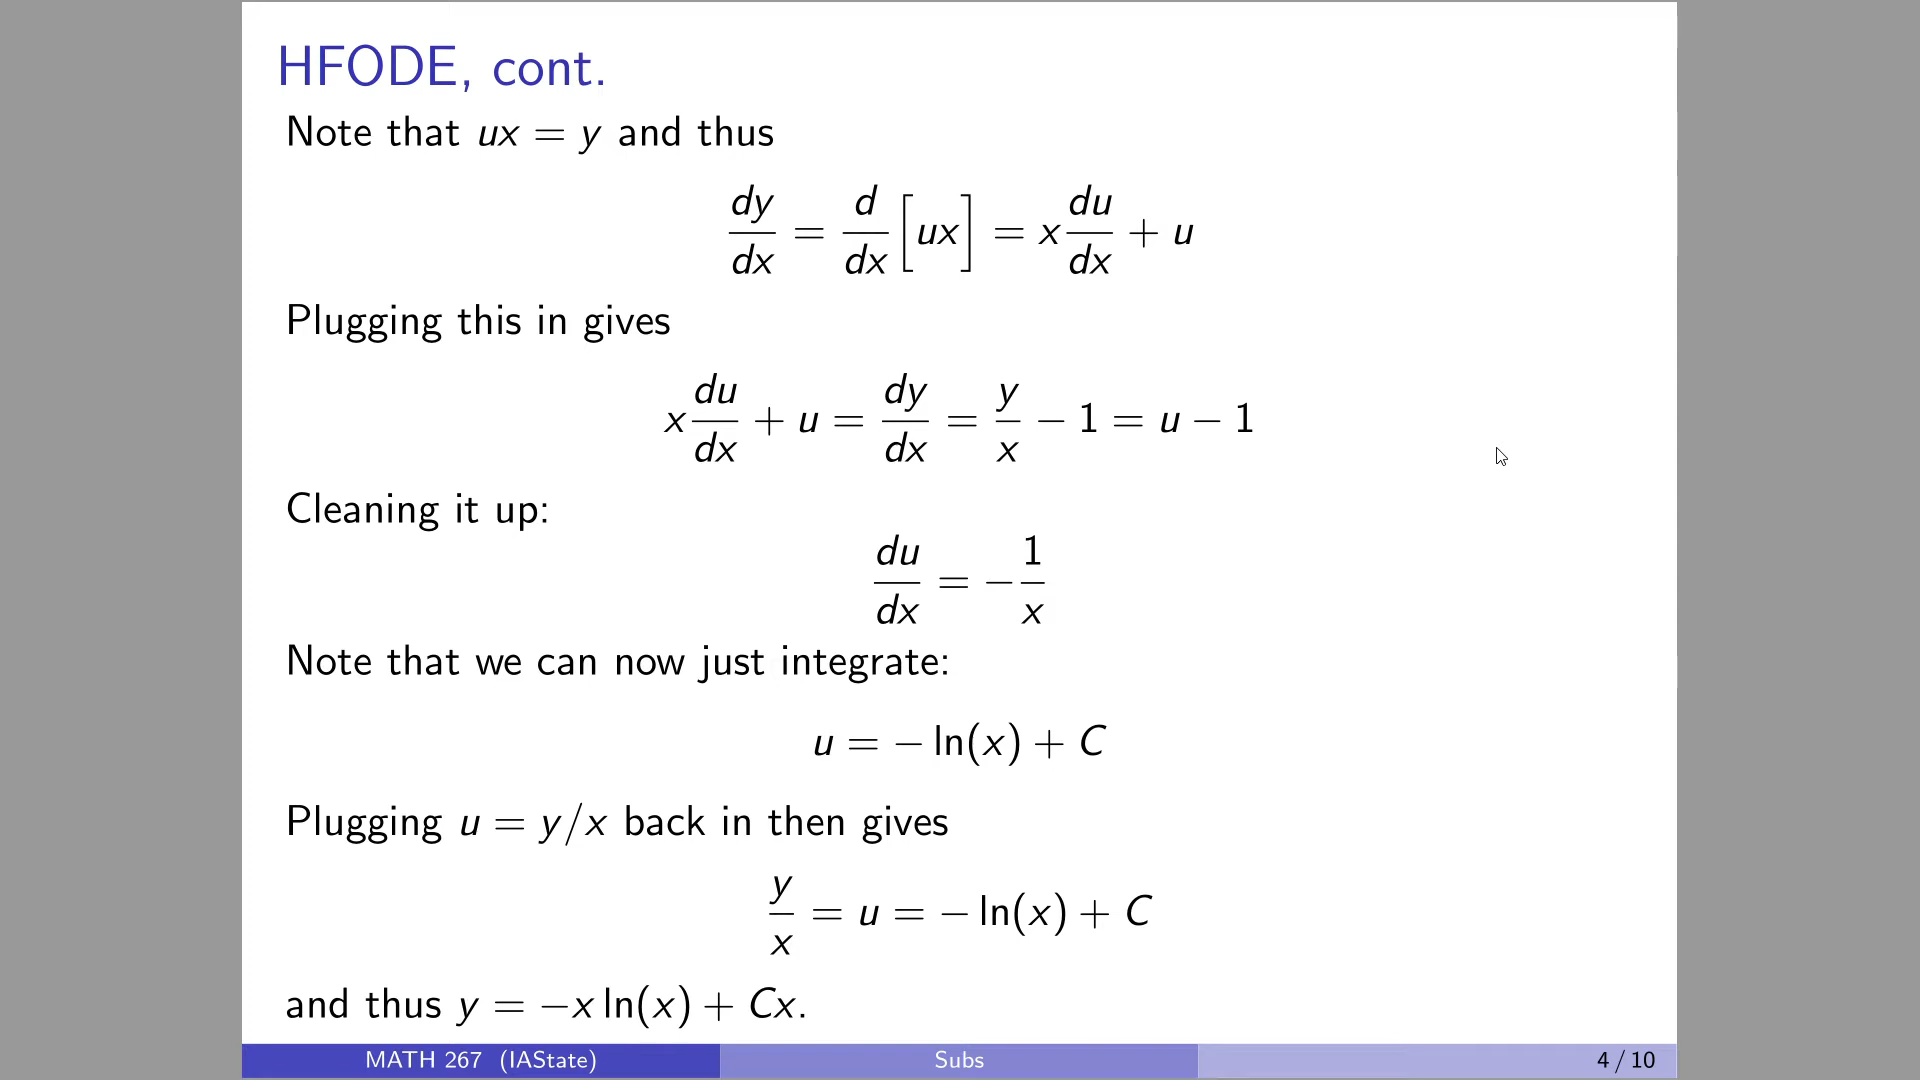 HFODE, cont.
Note that ux = y and thus
dy/dx = d/dx [ux] = x du/dx + u
Plugging this in gives
x du/dx + u = dy/dx = y/x − 1 = u − 1
Cleaning it up:
du/dx = − 1/x
Note that we can now just integrate:
u = − ln(x) + C
Plugging u = y/x back in then gives
y/x = u = − ln(x) + C
and thus y = −x ln(x) + Cx.
MATH 267 (IAState) Subs 4 / 10